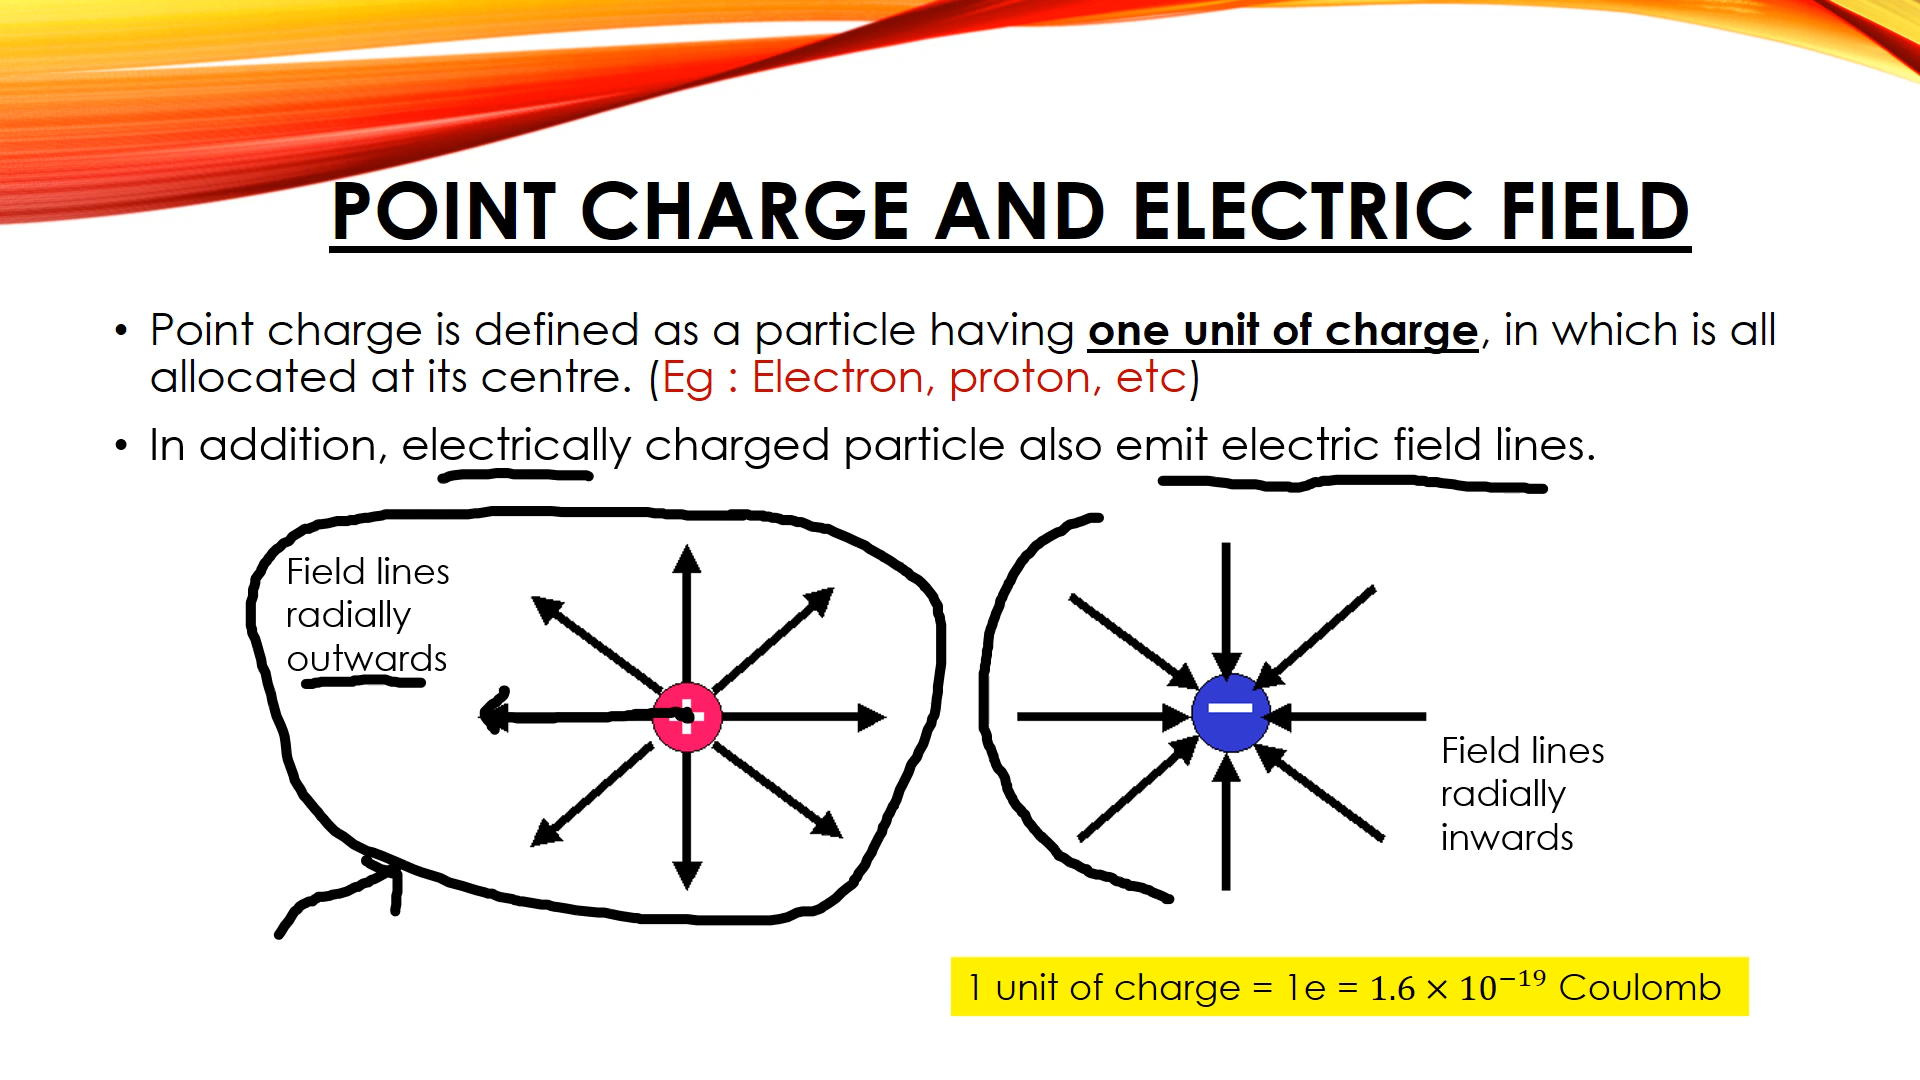 POINT CHARGE AND ELECTRIC FIELD
• Point charge is defined as a particle having one unit of charge, in which is all
allocated at its centre. (Eg : Electron, proton, etc)
• In addition, electrically charged particle also emit electric field lines.
Field lines
radially
outwards
+
−
Field lines
radially
inwards
1 unit of charge = 1e = 1.6 × 10⁻¹⁹ Coulomb